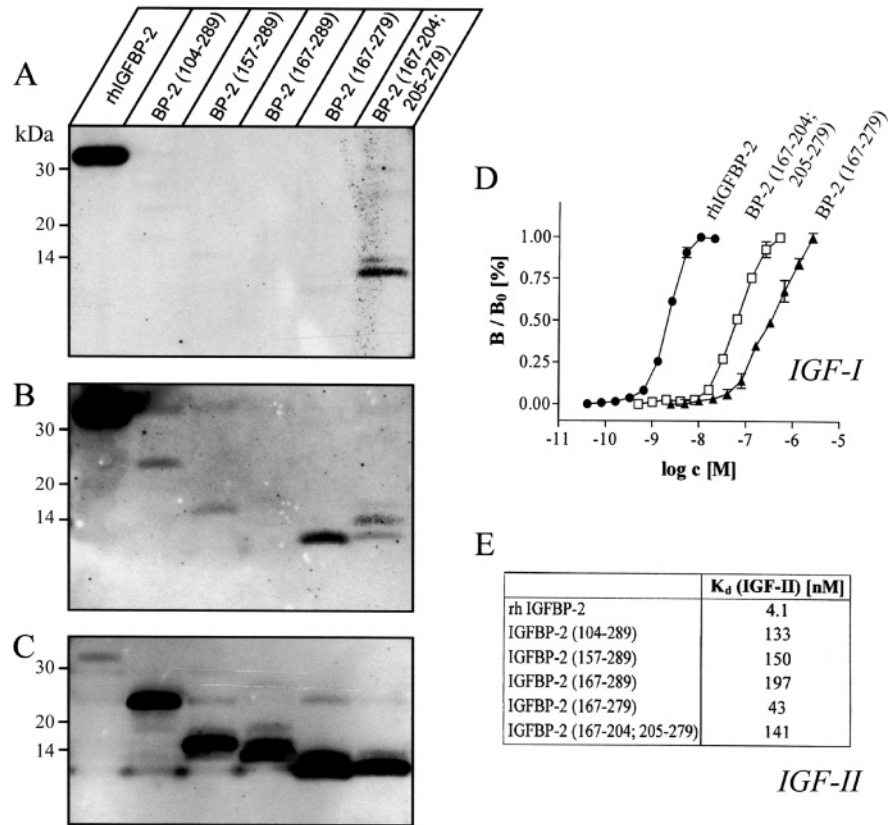 A
rhIGFBP-2
BP-2 (104-289)
BP-2 (157-289)
BP-2 (167-289)
BP-2 (167-279)
BP-2 (167-204;
205-279)
kDa
30
20
14
B
30
20
14
C
30
20
14
D
rhIGFBP-2
BP-2 (167-204;
205-279)
BP-2 (167-279)
B / B₀ [%]
1.00
0.75
0.50
0.25
0.00
-11 -10 -9 -8 -7 -6 -5
log c [M]
IGF-I
E
K_d (IGF-II) [nM]
rh IGFBP-2 4.1
IGFBP-2 (104-289) 133
IGFBP-2 (157-289) 150
IGFBP-2 (167-289) 197
IGFBP-2 (167-279) 43
IGFBP-2 (167-204; 205-279) 141
IGF-II